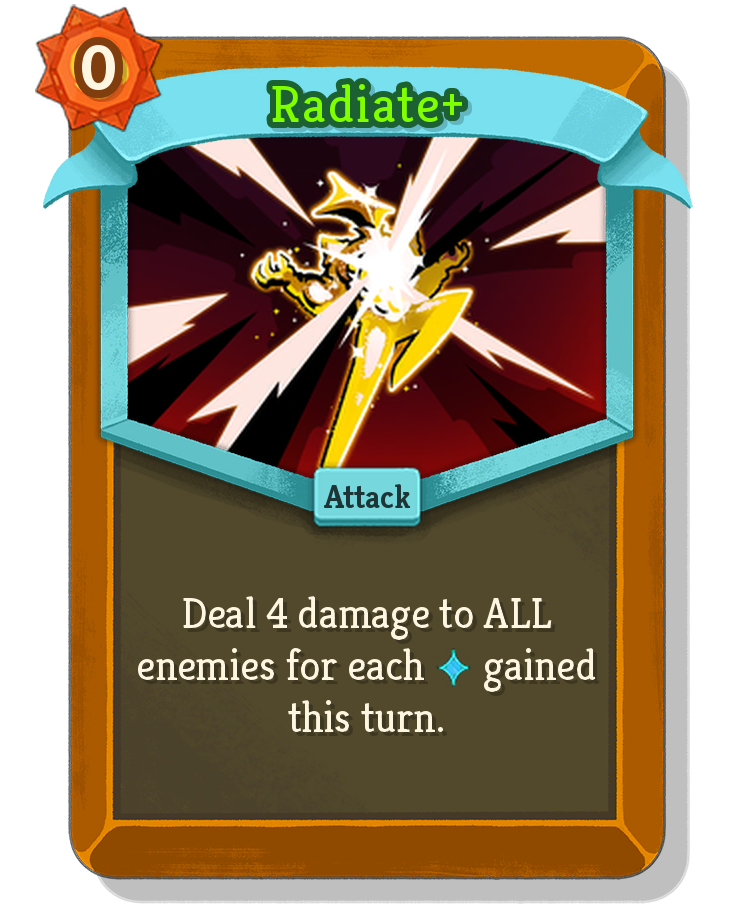 0
Radiate+
Attack
Deal 4 damage to ALL
enemies for each gained
this turn.